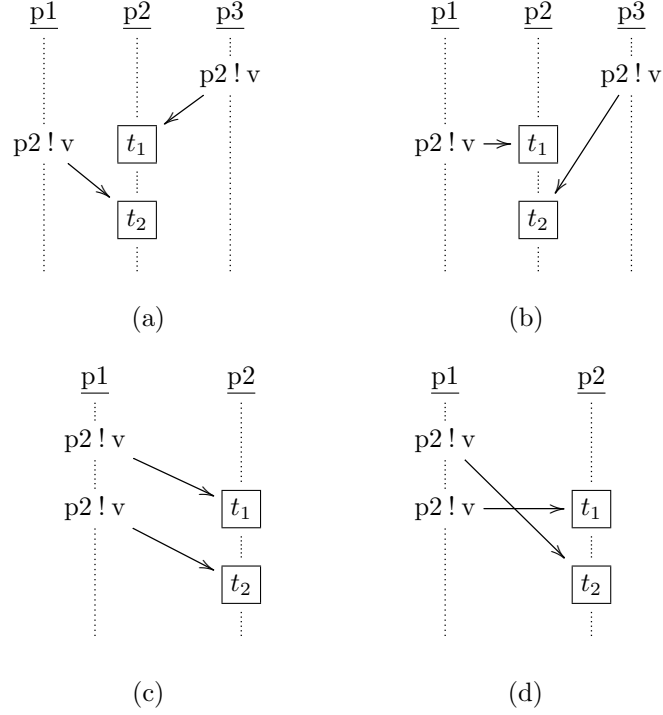 p1 p2 p3 p1 p2 p3
p2 ! v p2 ! v
p2 ! v t₁ p2 ! v t₁
t₂ t₂
(a) (b)
p1 p2 p1 p2
p2 ! v p2 ! v
p2 ! v t₁ p2 ! v t₁
t₂ t₂
(c) (d)